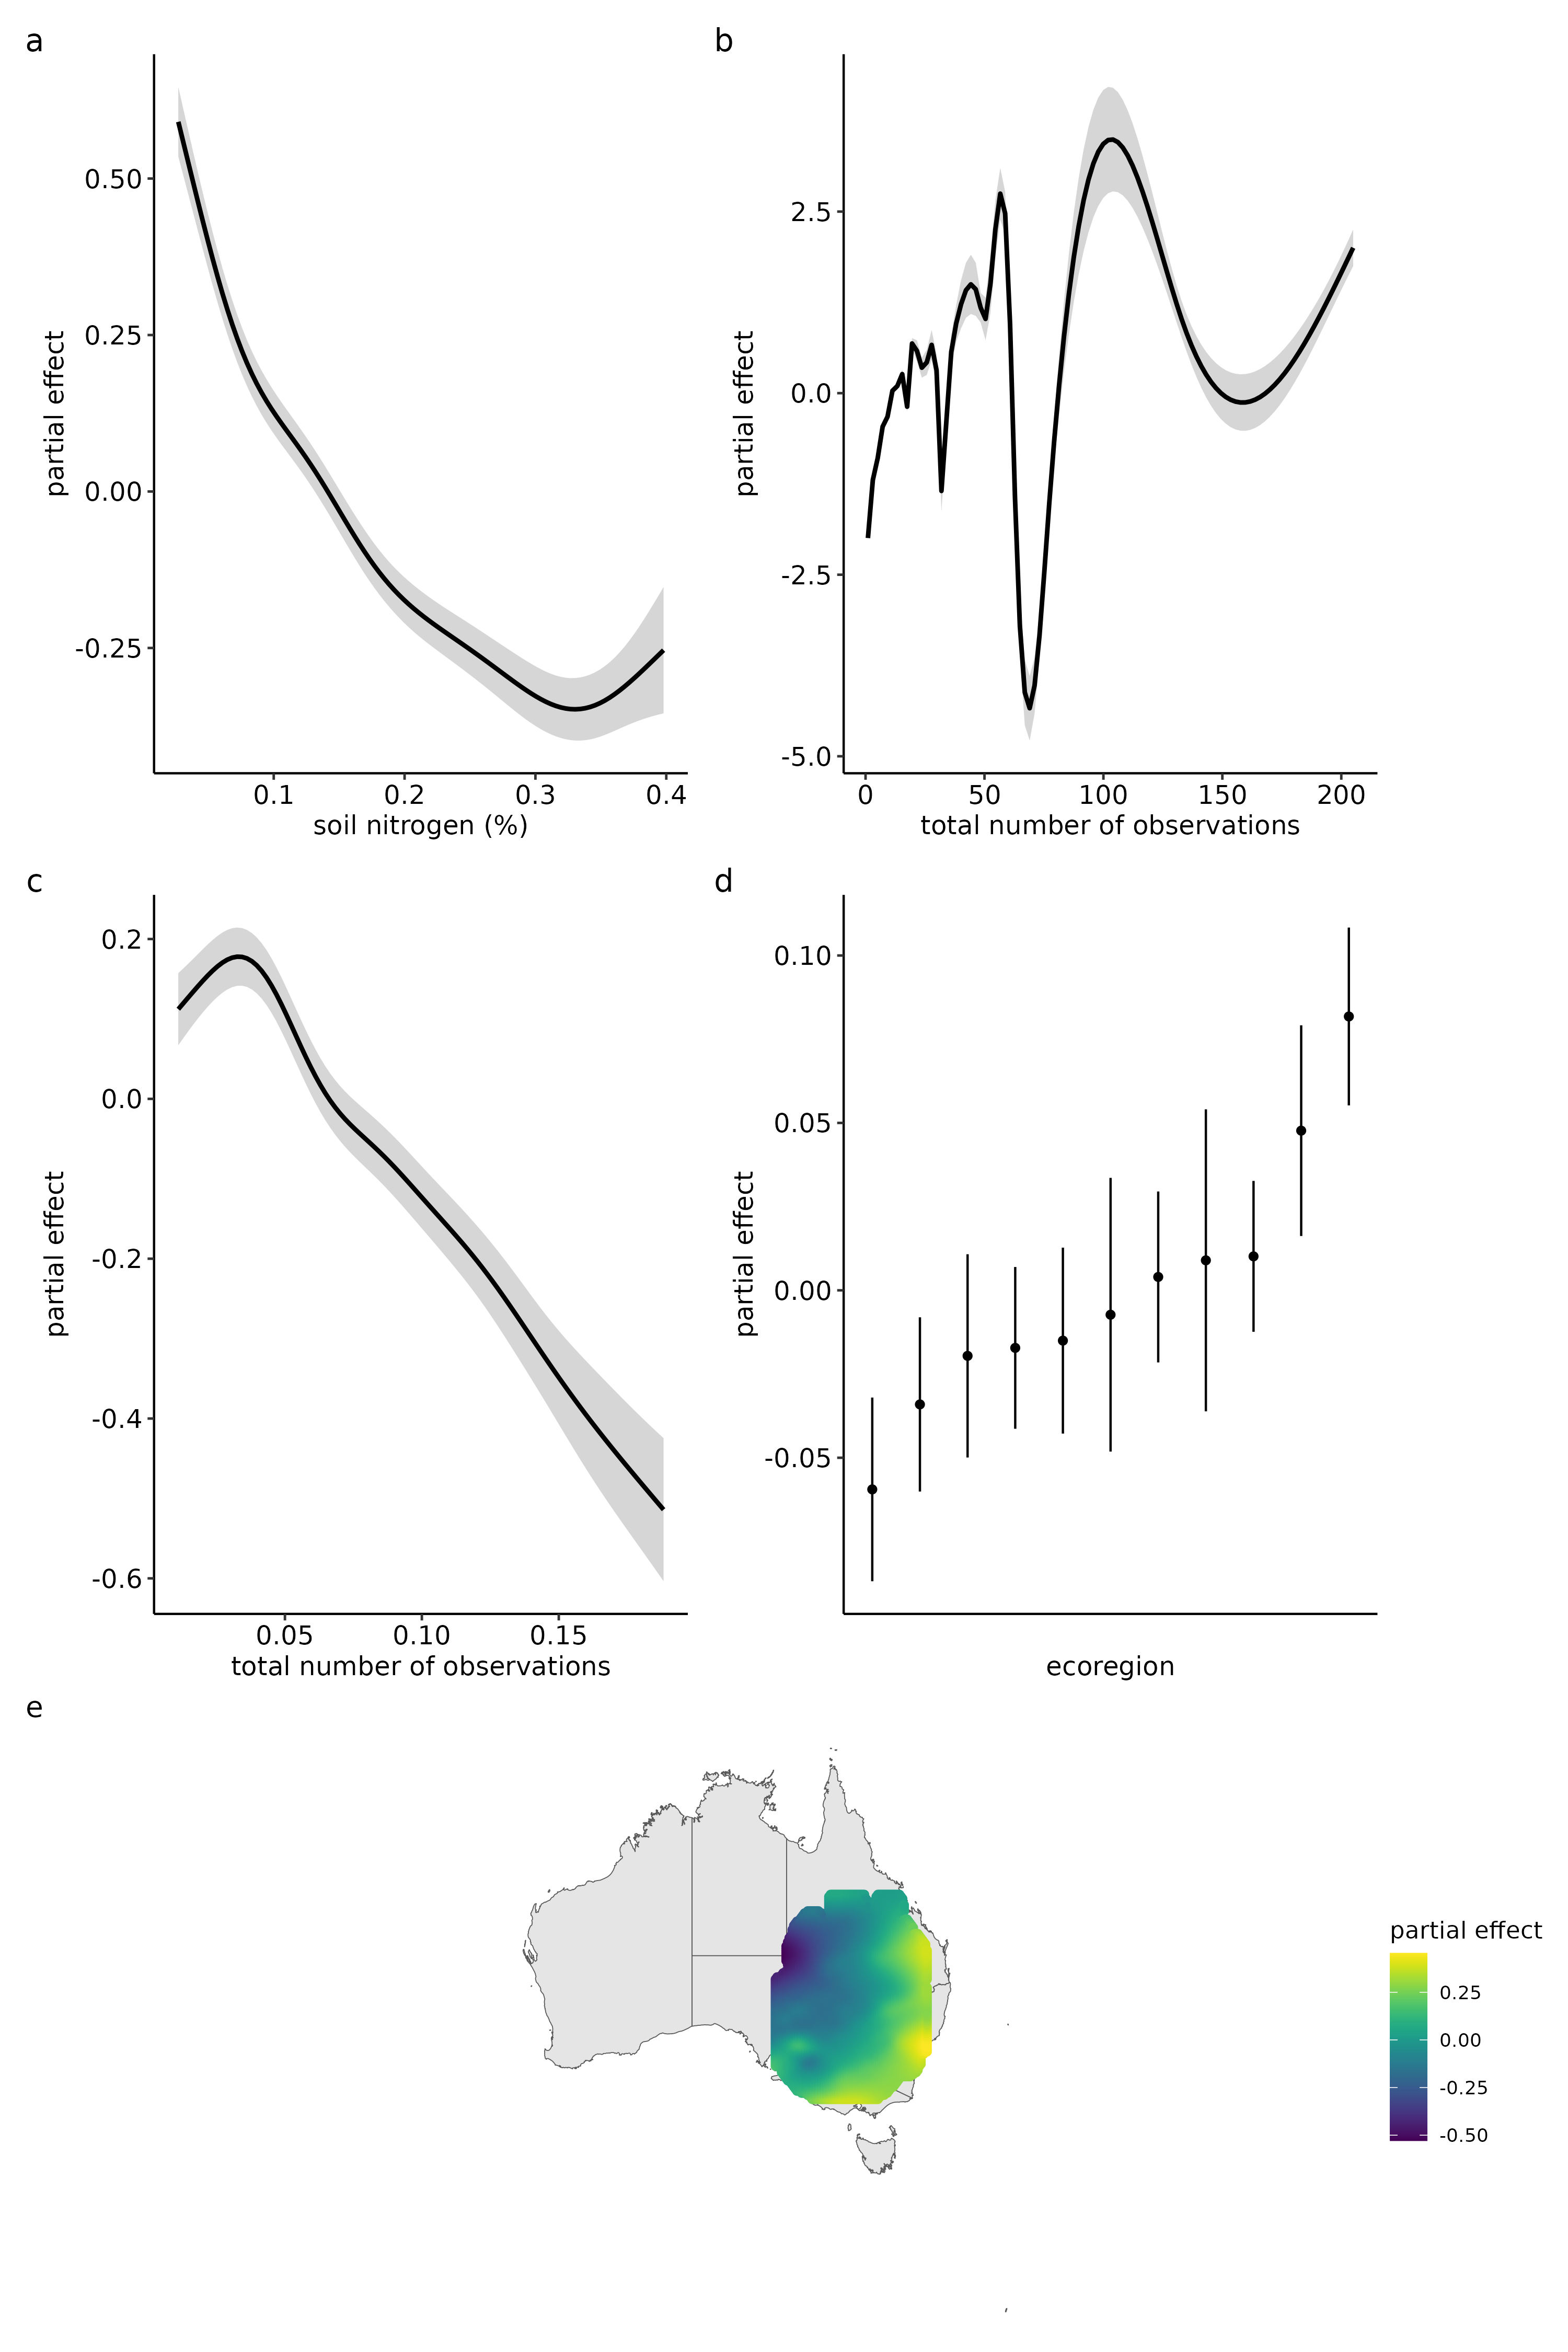 a
partial effect
0.50
0.25
0.00
-0.25
0.1 0.2 0.3 0.4
soil nitrogen (%)
b
partial effect
2.5
0.0
-2.5
-5.0
0 50 100 150 200
total number of observations
c
partial effect
0.2
0.0
-0.2
-0.4
-0.6
0.05 0.10 0.15
total number of observations
d
partial effect
0.10
0.05
0.00
-0.05
ecoregion
e
partial effect
0.25
0.00
-0.25
-0.50